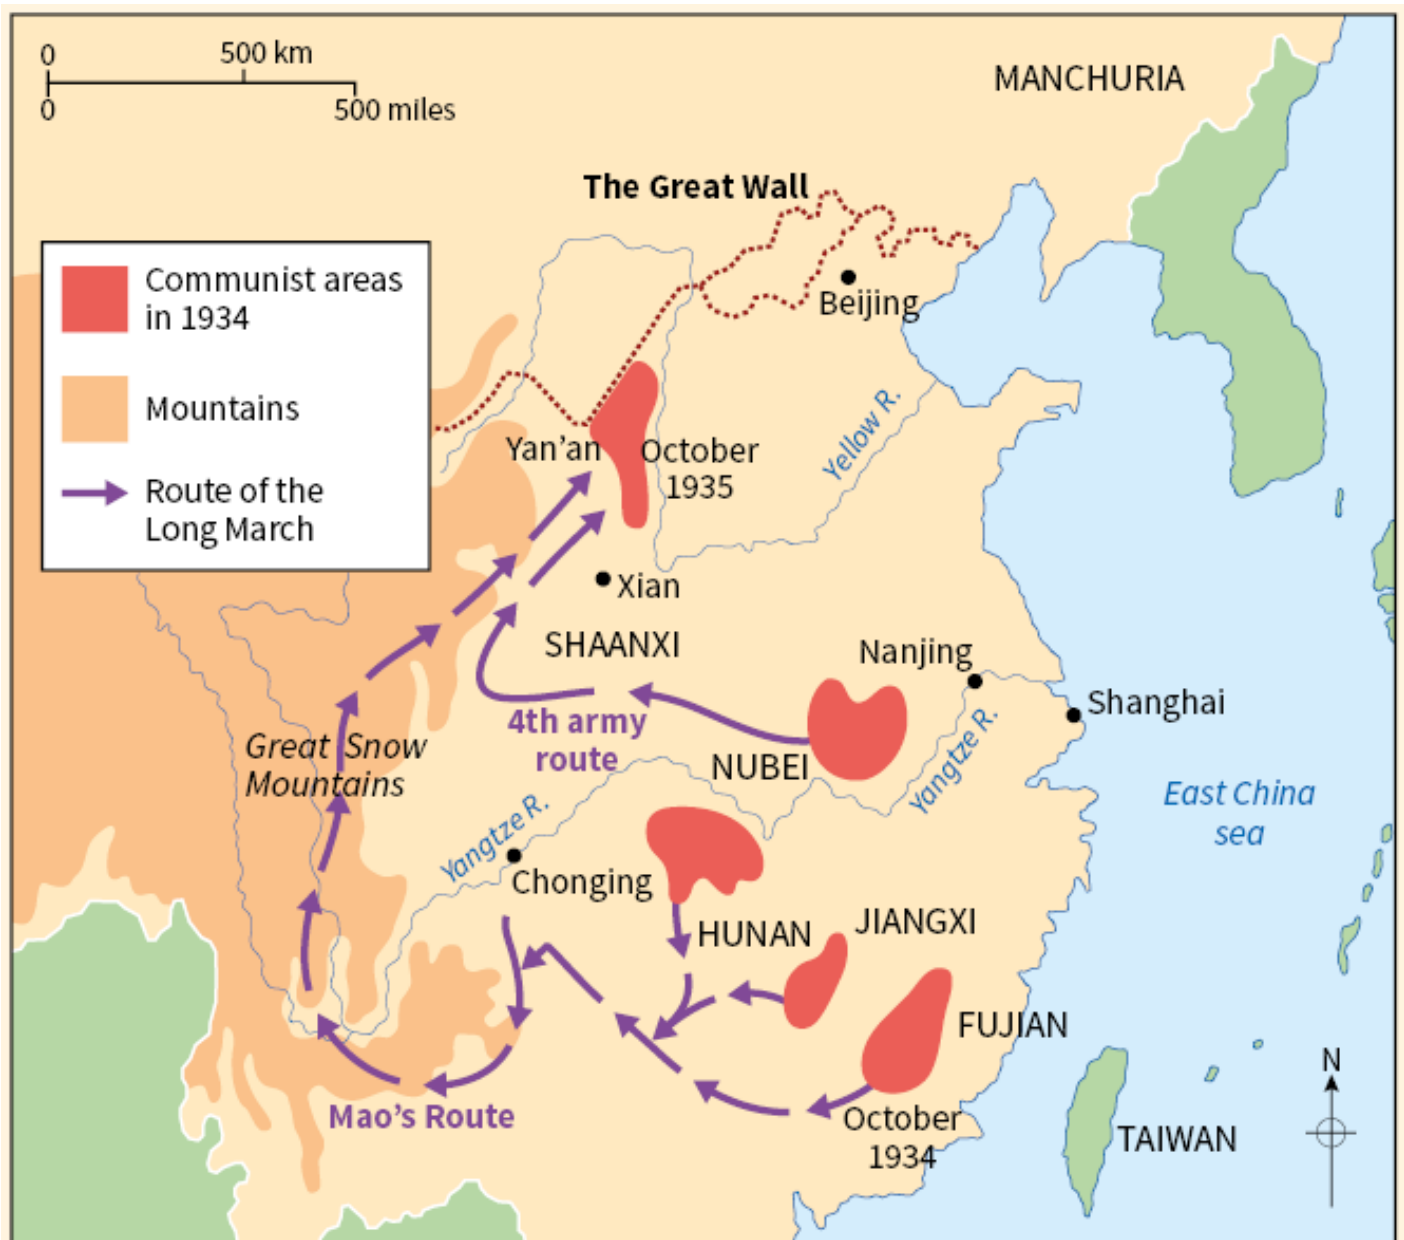 0 500 km
0 500 miles
MANCHURIA
The Great Wall
Communist areas
in 1934
Mountains
Route of the
Long March
Beijing
Yellow R.
Yan’an
October
1935
Xian
SHAANXI
Nanjing
Shanghai
4th army
route
NUBEI
Yangtze R.
Great Snow
Mountains
East China
sea
Yangtze R.
Chonging
HUNAN
JIANGXI
FUJIAN
Mao’s Route
October
1934
TAIWAN
N